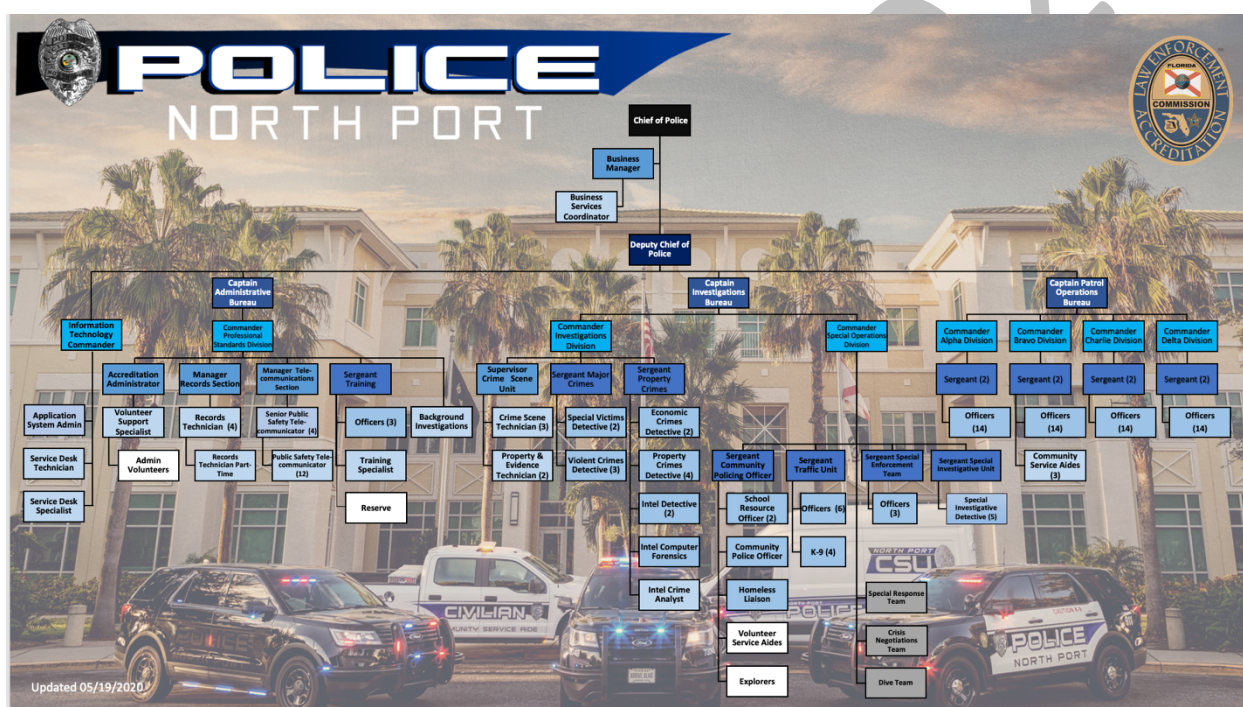 POLICE
NORTH PORT
LAW ENFORCEMENT
FLORIDA
COMMISSION
ACCREDITATION
Chief of Police
Business
Manager
Business
Services
Coordinator
Deputy Chief of
Police
Captain
Administrative
Bureau
Captain
Investigations
Bureau
Captain Patrol
Operations
Bureau
Information
Technology
Commander
Commander
Professional
Standards Division
Commander
Investigations
Division
Commander
Special Operations
Division
Commander
Alpha Division
Commander
Bravo Division
Commander
Charlie Division
Commander
Delta Division
Accreditation
Administrator
Manager
Records Section
Manager Tele-
communications
Section
Sergeant
Training
Supervisor
Crime Scene
Unit
Sergeant Major
Crimes
Sergeant
Property
Crimes
Sergeant (2)
Sergeant (2)
Sergeant (2)
Sergeant (2)
Application
System Admin
Volunteer
Support
Specialist
Records
Technician (4)
Senior Public
Safety Tele-
communicator (4)
Officers (3)
Background
Investigations
Crime Scene
Technician (3)
Special Victims
Detective (2)
Economic
Crimes
Detective (2)
Officers
(14)
Officers
(14)
Officers
(14)
Officers
(14)
Service Desk
Technician
Admin
Volunteers
Records
Technician Part-
Time
Public Safety Tele-
communicator
(12)
Training
Specialist
Property &
Evidence
Technician (2)
Violent Crimes
Detective (3)
Property
Crimes
Detective (4)
Sergeant
Community
Policing Officer
Sergeant
Traffic Unit
Sergeant Special
Enforcement
Team
Sergeant Special
Investigative Unit
Community
Service Aides
(3)
Service Desk
Specialist
Reserve
Intel Detective
(2)
School
Resource
Officer (2)
Officers (6)
Officers
(3)
Special
Investigative
Detective (5)
Intel Computer
Forensics
Community
Police Officer
K-9 (4)
Intel Crime
Analyst
Homeless
Liaison
Special Response
Team
Volunteer
Service Aides
Crisis
Negotiations
Team
Explorers
Dive Team
NORTH PORT
CSU
CIVILIAN
COMMUNITY SERVICE AIDE
POLICE
POLICE
NORTH PORT
Updated 05/19/2020